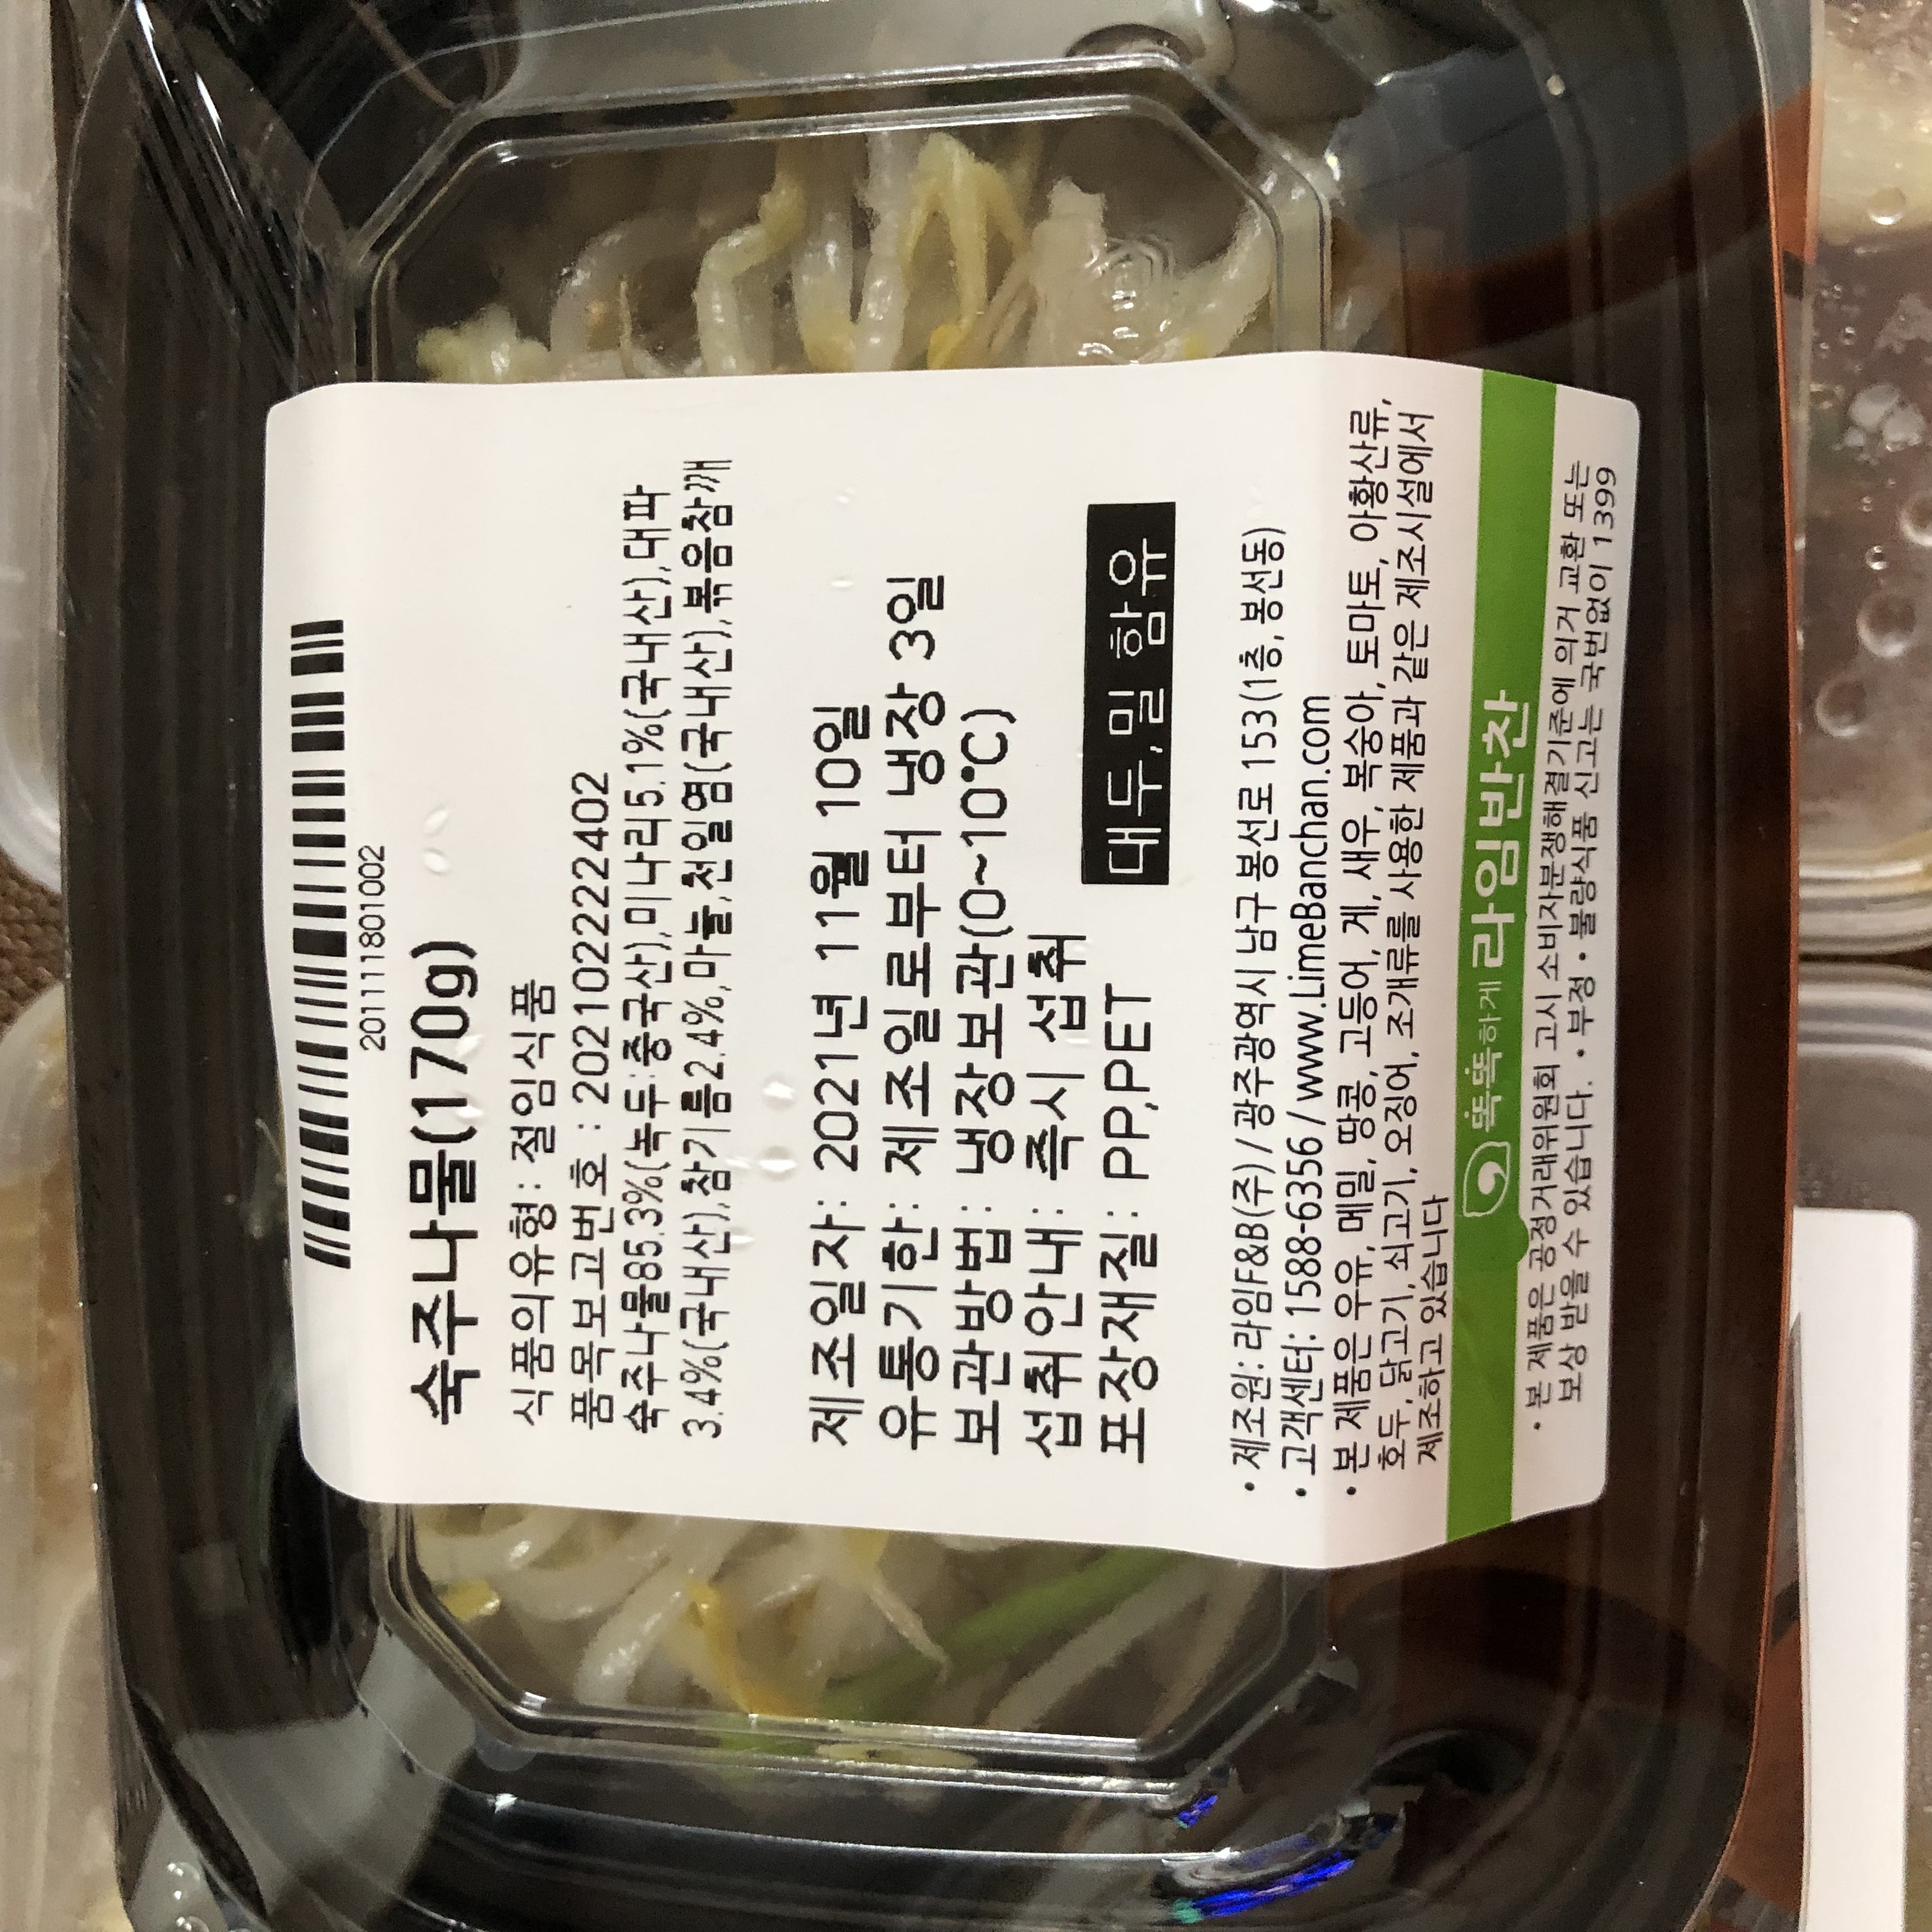 201111801002
숙주나물(170g)
식품의유형: 절임식품
품목보고번호 : 20210222402
숙주나물85.3%(녹두:중국산),미나리5.1%(국내산),대파
3.4%(국내산),참기름2.4%,마늘,천일염(국내산),볶음참깨
제조일자: 2021년 11월 10일
유통기한: 제조일로부터 냉장 3일
보관방법: 냉장보관(0~10℃)
섭취안내: 즉시 섭취
포장재질: PP,PET
대두,밀 함유
• 제조원: 라임F&B(주) / 광주광역시 남구 봉선로 153(1층, 봉선동)
• 고객센터: 1588-6356 / www.LimeBanchan.com
• 본 제품은 우유, 메밀, 땅콩, 고등어, 게, 새우, 복숭아, 토마토, 아황산류,
호두, 닭고기, 쇠고기, 오징어, 조개류를 사용한 제품과 같은 제조시설에서
제조하고 있습니다
똑똑하게 라임반찬
• 본 제품은 공정거래위원회 고시 소비자분쟁해결기준에 의거 교환 또는
보상 받을 수 있습니다. • 부정 • 불량식품 신고는 국번없이 1399